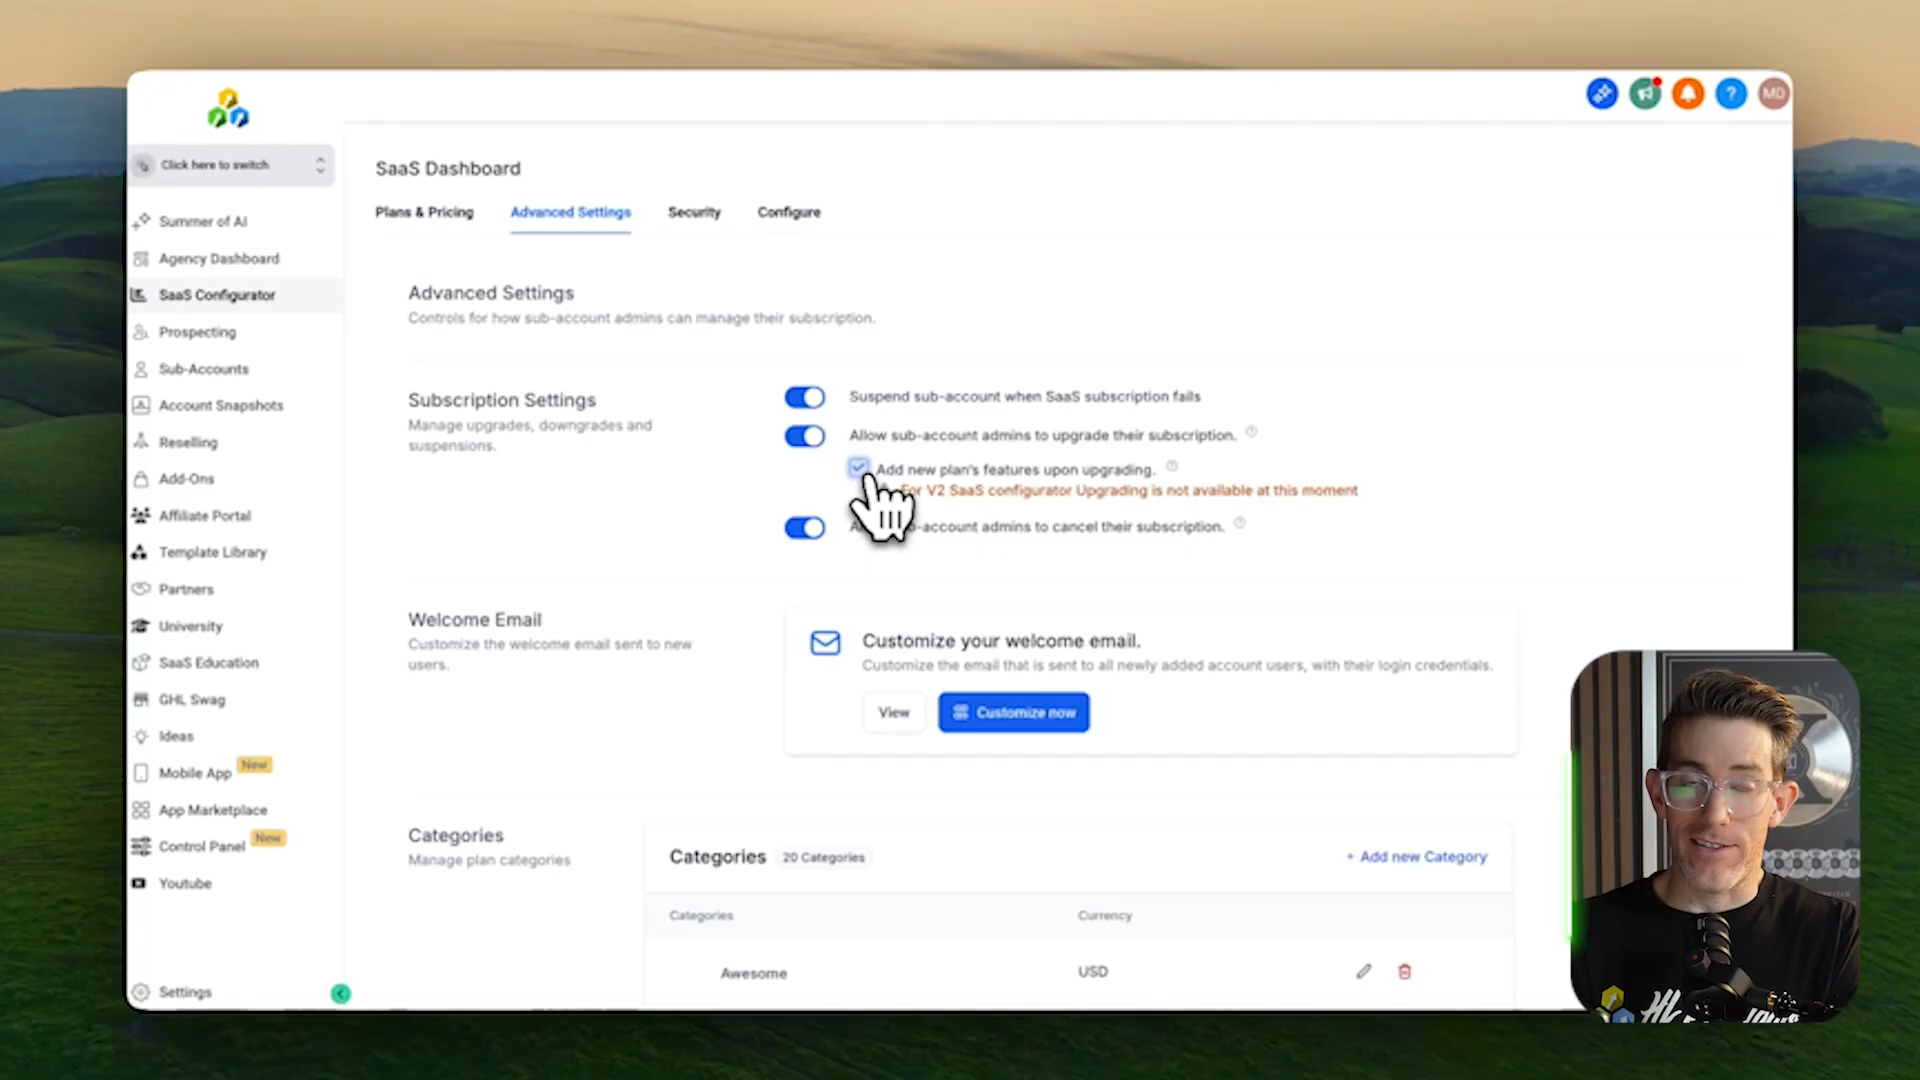 MD
Click here to switch
Summer of AI
Agency Dashboard
SaaS Configurator
Prospecting
Sub-Accounts
Account Snapshots
Reselling
Add-Ons
Affiliate Portal
Template Library
Partners
University
SaaS Education
GHL Swag
Ideas
Mobile App New
App Marketplace
Control Panel New
Youtube
Settings
SaaS Dashboard
Plans & Pricing Advanced Settings Security Configure
Advanced Settings
Controls for how sub-account admins can manage their subscription.
Subscription Settings
Manage upgrades, downgrades and
suspensions.
Suspend sub-account when SaaS subscription fails
Allow sub-account admins to upgrade their subscription.
Add new plan's features upon upgrading.
For V2 SaaS configurator Upgrading is not available at this moment
-account admins to cancel their subscription.
Welcome Email
Customize the welcome email sent to new
users.
Customize your welcome email.
Customize the email that is sent to all newly added account users, with their login credentials.
View Customize now
Categories
Manage plan categories
Categories 20 Categories + Add new Category
Categories Currency
Awesome USD